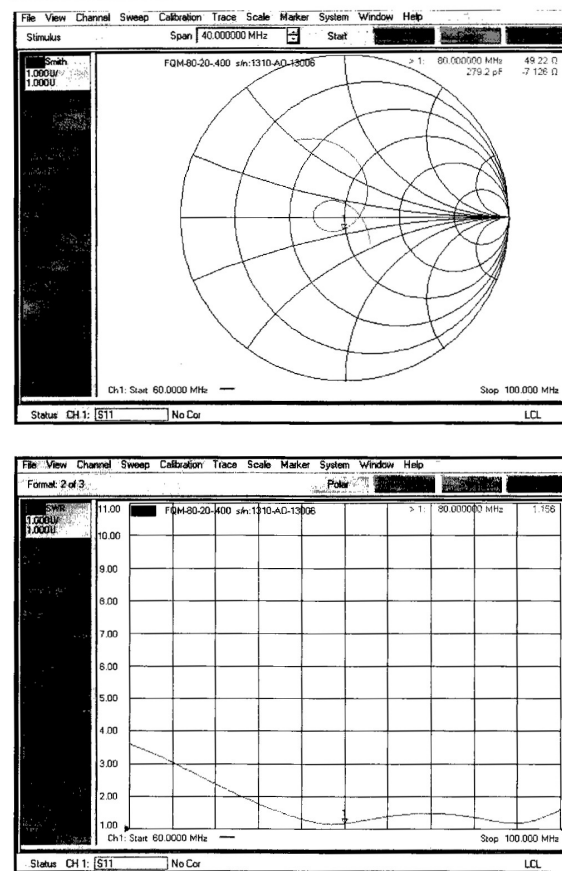 File View Channel Sweep Calibration Trace Scale Marker System Window Help
Stimulus Span 40.000000 MHz Start
Smith
1.000U/
1.000U
FQM-80-20-.400 s/n:1310-AO-13006
> 1: 80.000000 MHz 49.22 Ω
279.2 pF -7.126 Ω
Ch1: Start 60.0000 MHz Stop 100.000 MHz
Status CH 1: S11 No Cor LCL
File View Channel Sweep Calibration Trace Scale Marker System Window Help
Format: 2 of 3 Polar
SWR
1.000U/
1.000U
11.00
FQM-80-20-.400 s/n:1310-AO-13006
> 1: 80.000000 MHz 1.156
10.00
9.00
8.00
7.00
6.00
5.00
4.00
3.00
2.00
1.00
1
Ch1: Start 60.0000 MHz Stop 100.000 MHz
Status CH 1: S11 No Cor LCL